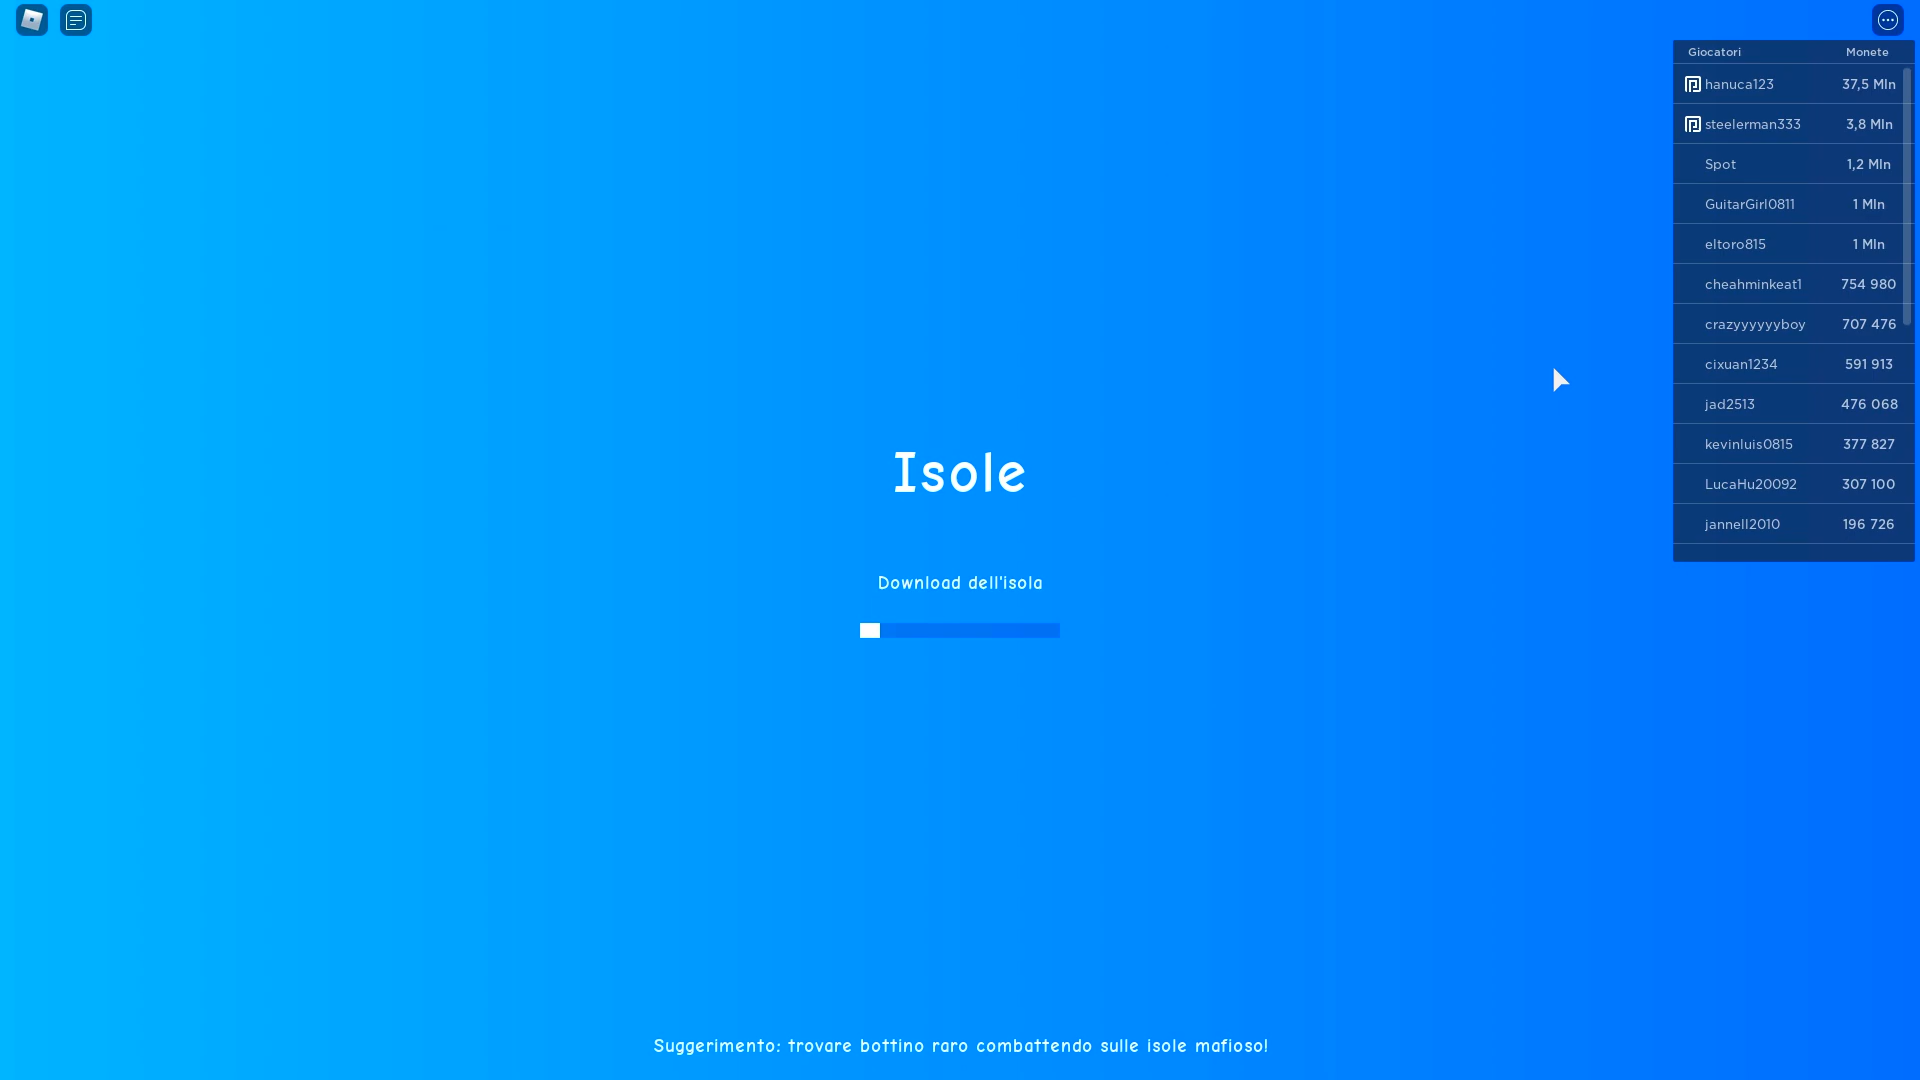 Giocatori Monete
hanuca123 37,5 Mln
steelerman333 3,8 Mln
Spot 1,2 Mln
GuitarGirl0811 1 Mln
eltoro815 1 Mln
cheahminkeat1 754 980
crazyyyyyyboy 707 476
cixuan1234 591 913
jad2513 476 068
kevinluis0815 377 827
LucaHu20092 307 100
jannell2010 196 726
Isole
Download dell'isola
Suggerimento: trovare bottino raro combattendo sulle isole mafioso!